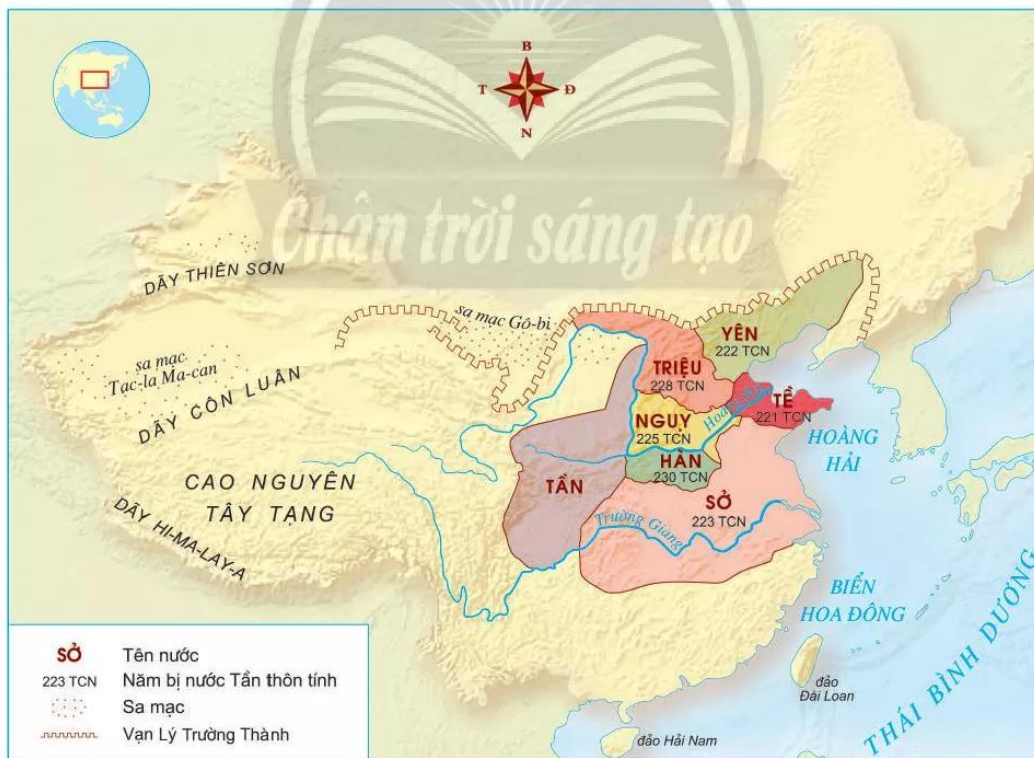 B
T
Đ
N
Chân trời sáng tạo
DÃY THIÊN SƠN
sa mạc Gô-bi
sa mạc
Tạc-la Ma-can
DÃY CÔN LUÂN
CAO NGUYÊN
TÂY TẠNG
DÃY HI-MA-LAY-A
YÊN
222 TCN
TRIỆU
228 TCN
TỀ
221 TCN
NGỤY
225 TCN
HÀN
230 TCN
TẦN
SỞ
223 TCN
Trường Giang
HOÀNG
HẢI
BIỂN
HOA ĐÔNG
THÁI BÌNH DƯƠNG
đảo
Đài Loan
đảo Hải Nam
SỞ Tên nước
223 TCN Năm bị nước Tần thôn tính
Sa mạc
Vạn Lý Trường Thành